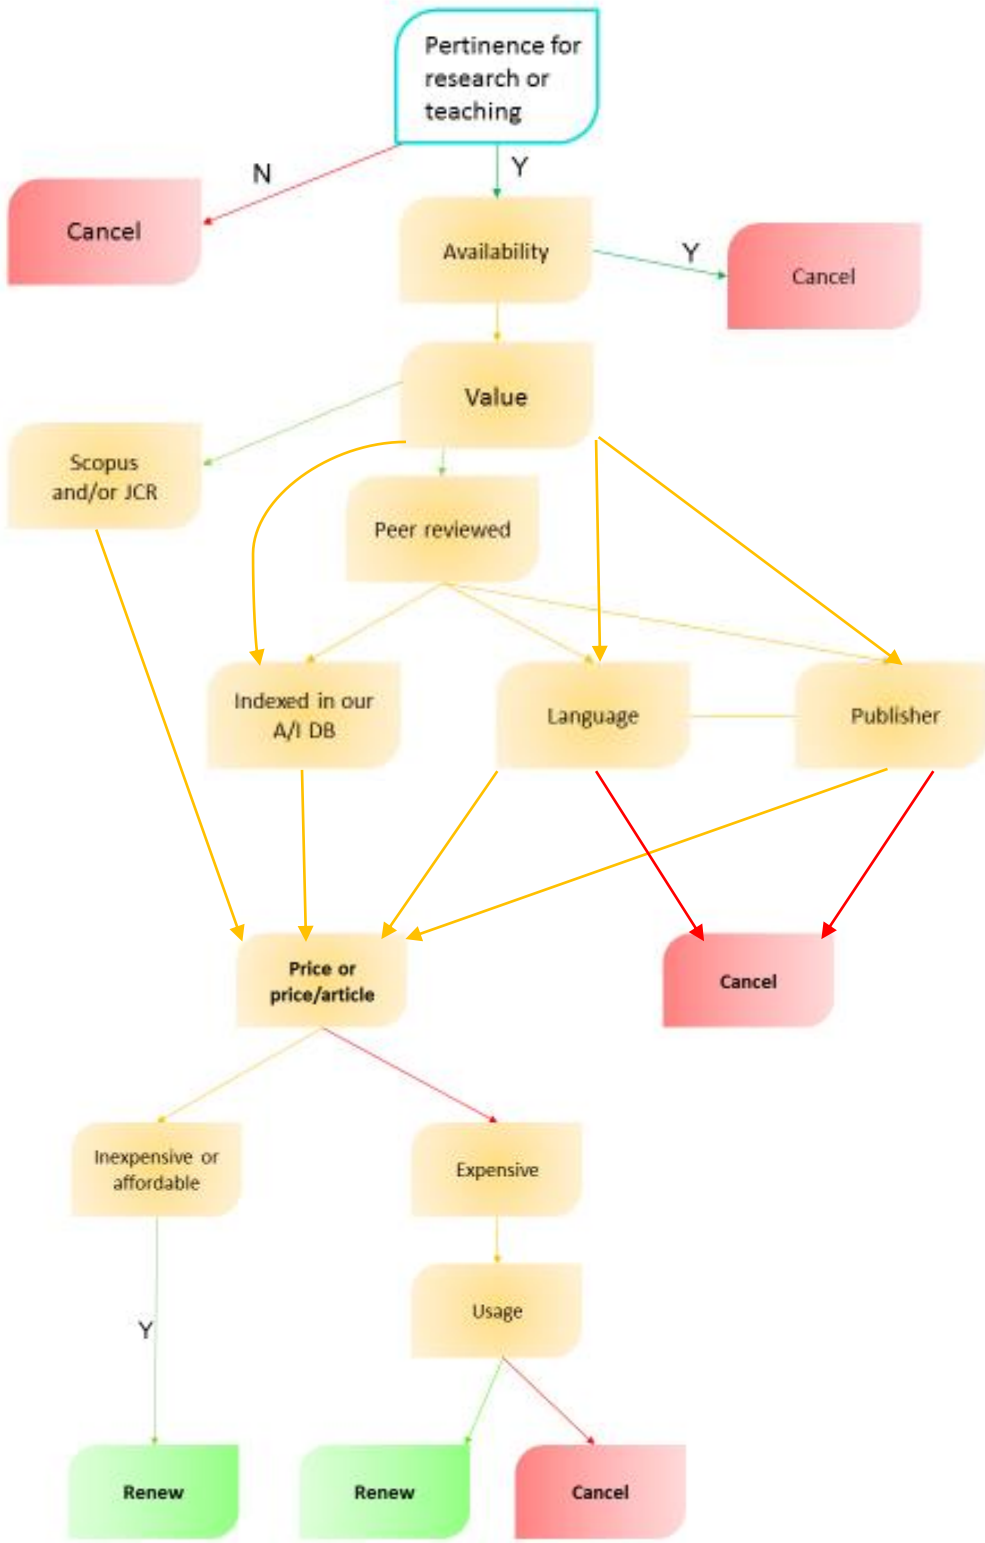 Pertinence for
research or
teaching
N
Y
Cancel
Availability
Y
Cancel
Value
Scopus
and/or JCR
Peer reviewed
Indexed in our
A/I DB
Language
Publisher
Price or
price/article
Cancel
Inexpensive or
affordable
Expensive
Usage
Y
Renew
Renew
Cancel